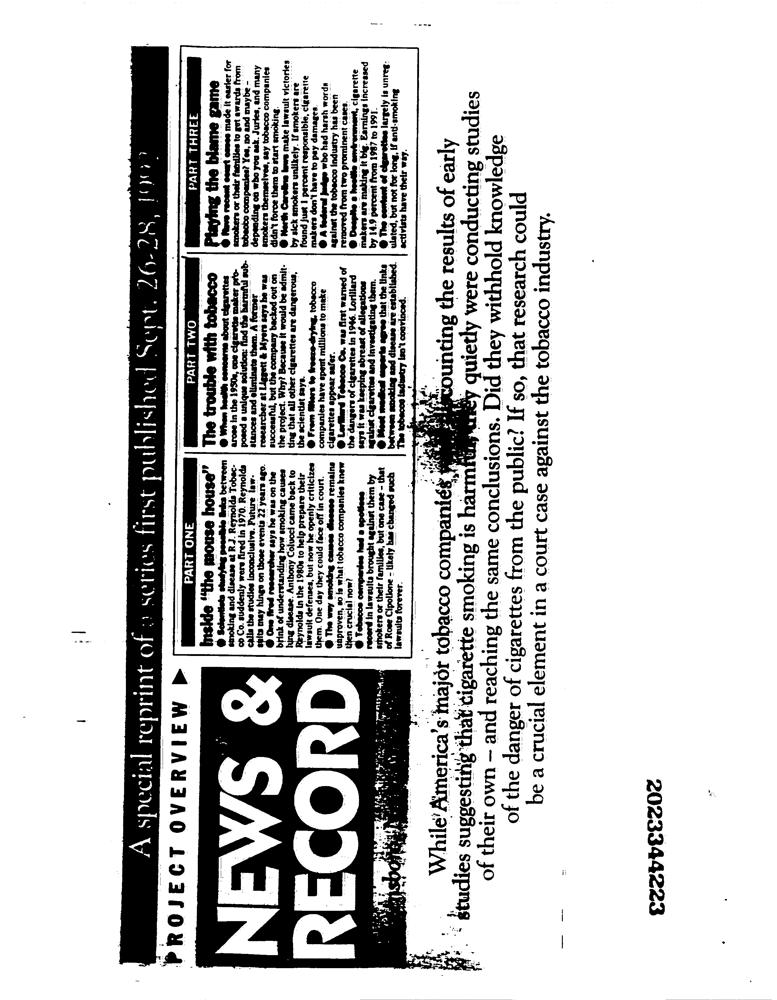 A special reprint of a series first published Sept. 26-28, 1992
PROJECT OVERVIEW
NEWS &
RECORD
PART ONE
Inside "the mouse house"
● Scientists studying possible links between
smoking and disease at R.J. Reynolds Tobac-
co Co. suddenly were fired in 1970. Reynolds
calls the studies inconclusive. Future law-
suits may hinge on those events 22 years ago.
● One fired researcher says he was on the
brink of understanding how smoking causes
lung disease. Anthony Colucci came back to
Reynolds in the 1980s to help prepare their
lawsuit defenses, but now he openly criticizes
them. One day they could face off in court.
● The way smoking causes disease remains
unproven, so is what tobacco companies knew
then crucial now?
● Tobacco companies had a spotless
record in lawsuits brought against them by
smokers or their families, but one case – that
of Rose Cipollone – likely has changed such
lawsuits forever.
PART TWO
The trouble with tobacco
● When health concerns about cigarettes
arose in the 1950s, one cigarette maker pro-
posed a unique solution: find the harmful sub-
stances and eliminate them. A former
researcher at Liggett & Myers says he was
successful, but the company backed out on
the project. Why? Because it would be admit-
ting that all other cigarettes are dangerous,
the scientist says.
● From filters to freeze-drying, tobacco
companies have spent millions to make
cigarettes appear safer.
● Lorillard Tobacco Co. was first warned of
the dangers of cigarettes in 1946. Lorillard
says it was keeping abreast of allegations
against cigarettes and investigating them.
● Most medical experts agree that the links
between smoking and disease are established.
The tobacco industry isn't convinced.
PART THREE
Playing the blame game
● Have recent court cases made it easier for
smokers or their families to get awards from
tobacco companies? Yes, no and maybe –
depending on who you ask. Juries, and many
smokers themselves, say tobacco companies
didn't force them to start smoking.
● North Carolina laws make lawsuit victories
by sick smokers unlikely. If smokers are
found just 1 percent responsible, cigarette
makers don't have to pay damages.
● A federal judge who had harsh words
against the tobacco industry has been
removed from two prominent cases.
● Despite a hostile environment, cigarette
makers are making it big. Earnings increased
by 14.9 percent from 1987 to 1991.
● The content of cigarettes largely is unreg-
ulated, but not for long, if anti-smoking
activists have their way.
While America's major tobacco companies counting the results of early
studies suggesting that cigarette smoking is harmful, they quietly were conducting studies
of their own – and reaching the same conclusions. Did they withhold knowledge
of the danger of cigarettes from the public? If so, that research could
be a crucial element in a court case against the tobacco industry.
2023344223